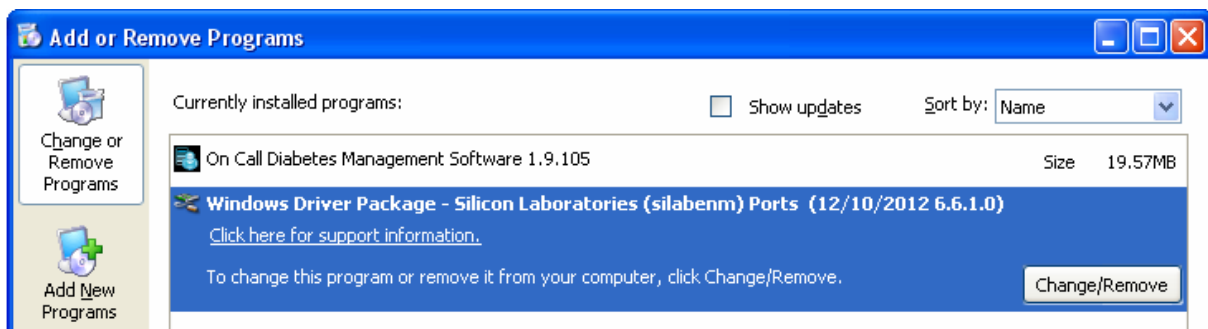 Add or Remove Programs
Change or
Remove
Programs
Add New
Programs
Currently installed programs:
Show updates
Sort by: Name
On Call Diabetes Management Software 1.9.105
Size 19.57MB
Windows Driver Package - Silicon Laboratories (silabenm) Ports (12/10/2012 6.6.1.0)
Click here for support information.
To change this program or remove it from your computer, click Change/Remove.
Change/Remove